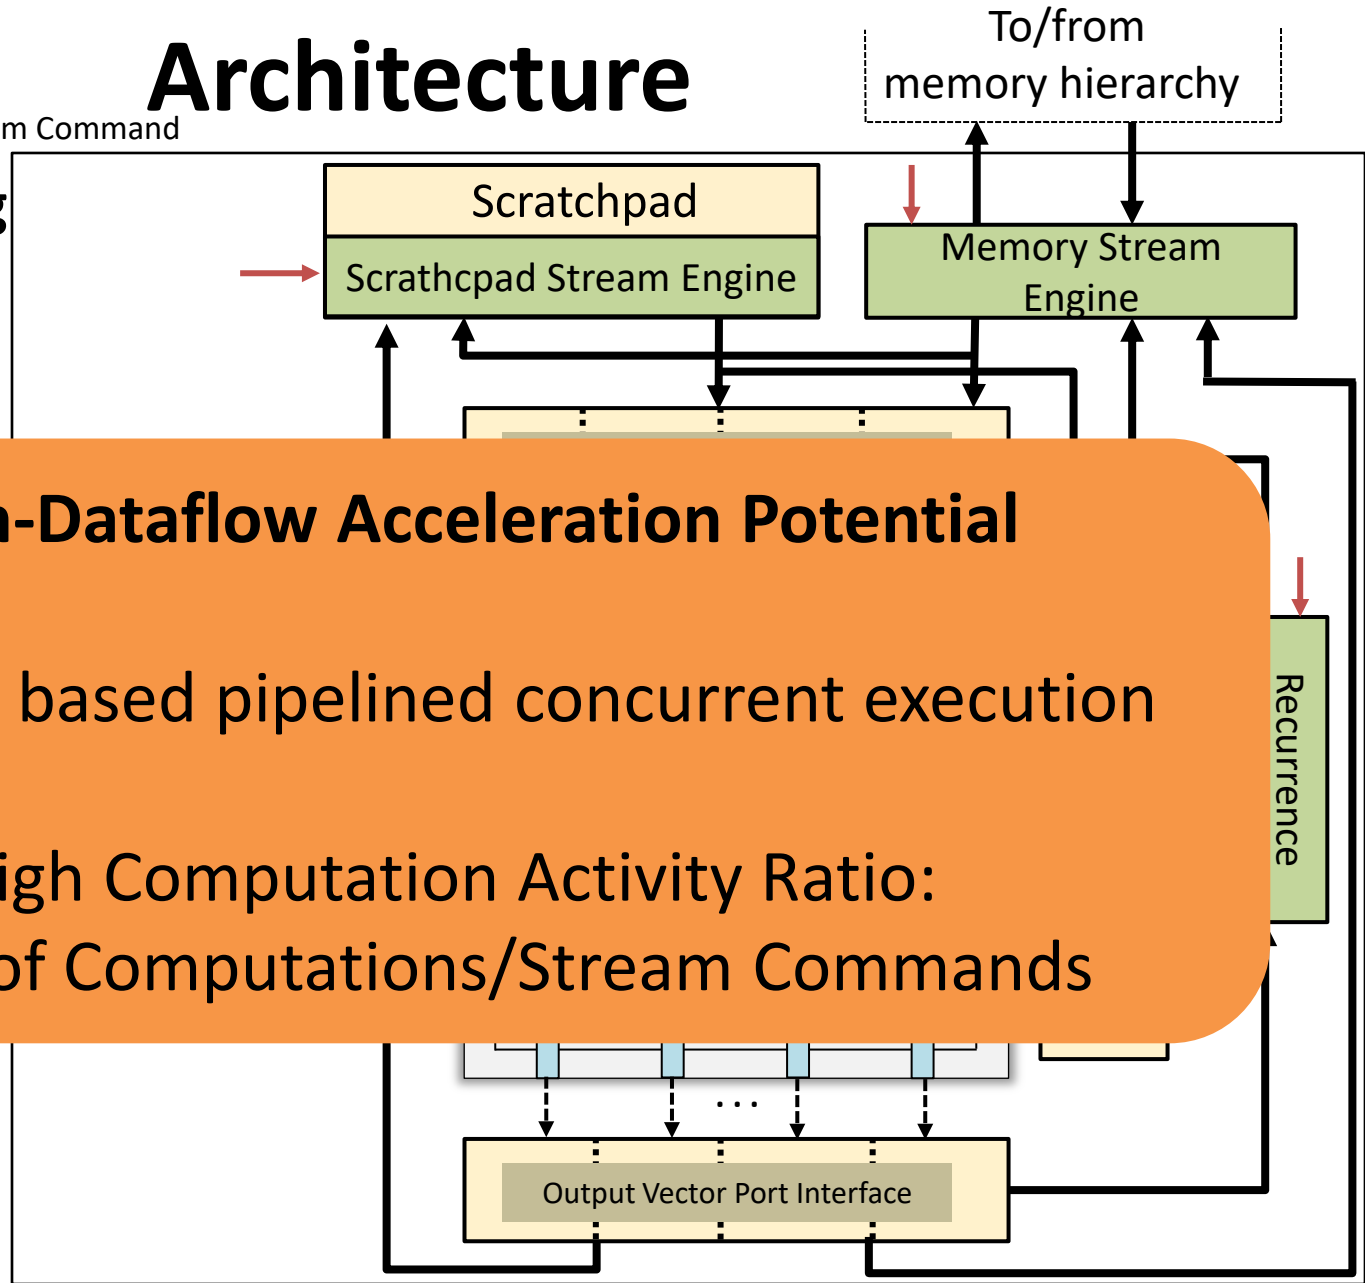 To/from
memory hierarchy
Architecture
m Command
g
Scratchpad
Scrathcpad Stream Engine
Memory Stream
Engine
n-Dataflow Acceleration Potential
based pipelined concurrent execution
Recurrence
igh Computation Activity Ratio:
of Computations/Stream Commands
. . .
Output Vector Port Interface